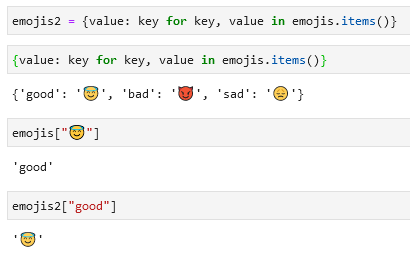 emojis2 = {value: key for key, value in emojis.items()}
{value: key for key, value in emojis.items()}
{'good': '😇', 'bad': '😈', 'sad': '😞'}
emojis["😇"]
'good'
emojis2["good"]
'😇'